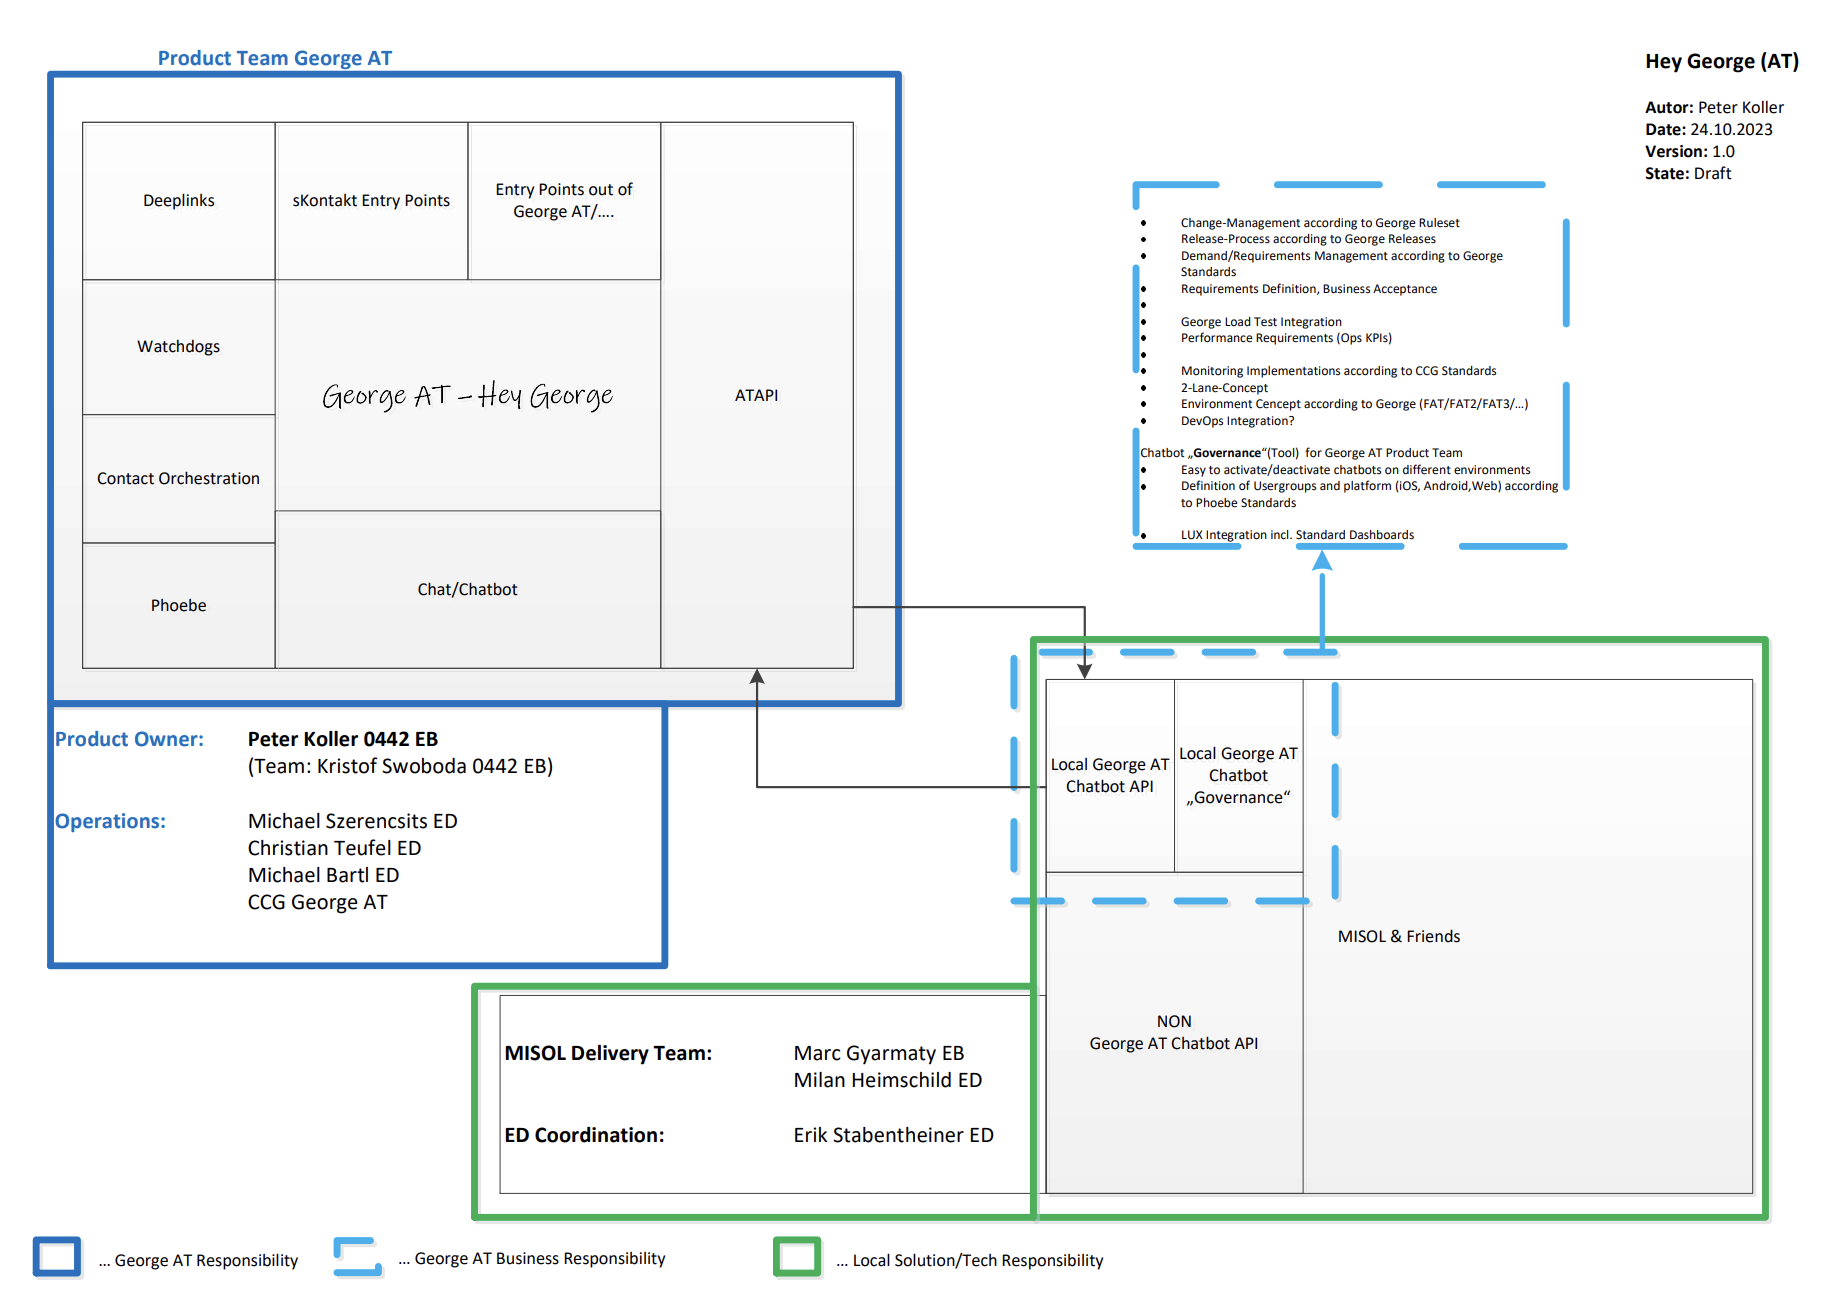 Product Team George AT
Hey George (AT)
Autor: Peter Koller
Date: 24.10.2023
Version: 1.0
State: Draft
Deeplinks
sKontakt Entry Points
Entry Points out of
George AT/....
Watchdogs
George AT – Hey George
ATAPI
Contact Orchestration
Phoebe
Chat/Chatbot
• Change-Management according to George Ruleset
• Release-Process according to George Releases
• Demand/Requirements Management according to George
Standards
• Requirements Definition, Business Acceptance
•
• George Load Test Integration
• Performance Requirements (Ops KPIs)
•
• Monitoring Implementations according to CCG Standards
• 2-Lane-Concept
• Environment Cencept according to George (FAT/FAT2/FAT3/...)
• DevOps Integration?
Chatbot „Governance“(Tool) for George AT Product Team
• Easy to activate/deactivate chatbots on different environments
• Definition of Usergroups and platform (iOS, Android,Web) according
to Phoebe Standards
• LUX Integration incl. Standard Dashboards
Product Owner: Peter Koller 0442 EB
(Team: Kristof Swoboda 0442 EB)
Operations: Michael Szerencsits ED
Christian Teufel ED
Michael Bartl ED
CCG George AT
Local George AT
Chatbot API
Local George AT
Chatbot
„Governance“
MISOL & Friends
NON
George AT Chatbot API
MISOL Delivery Team: Marc Gyarmaty EB
Milan Heimschild ED
ED Coordination: Erik Stabentheiner ED
... George AT Responsibility
... George AT Business Responsibility
... Local Solution/Tech Responsibility